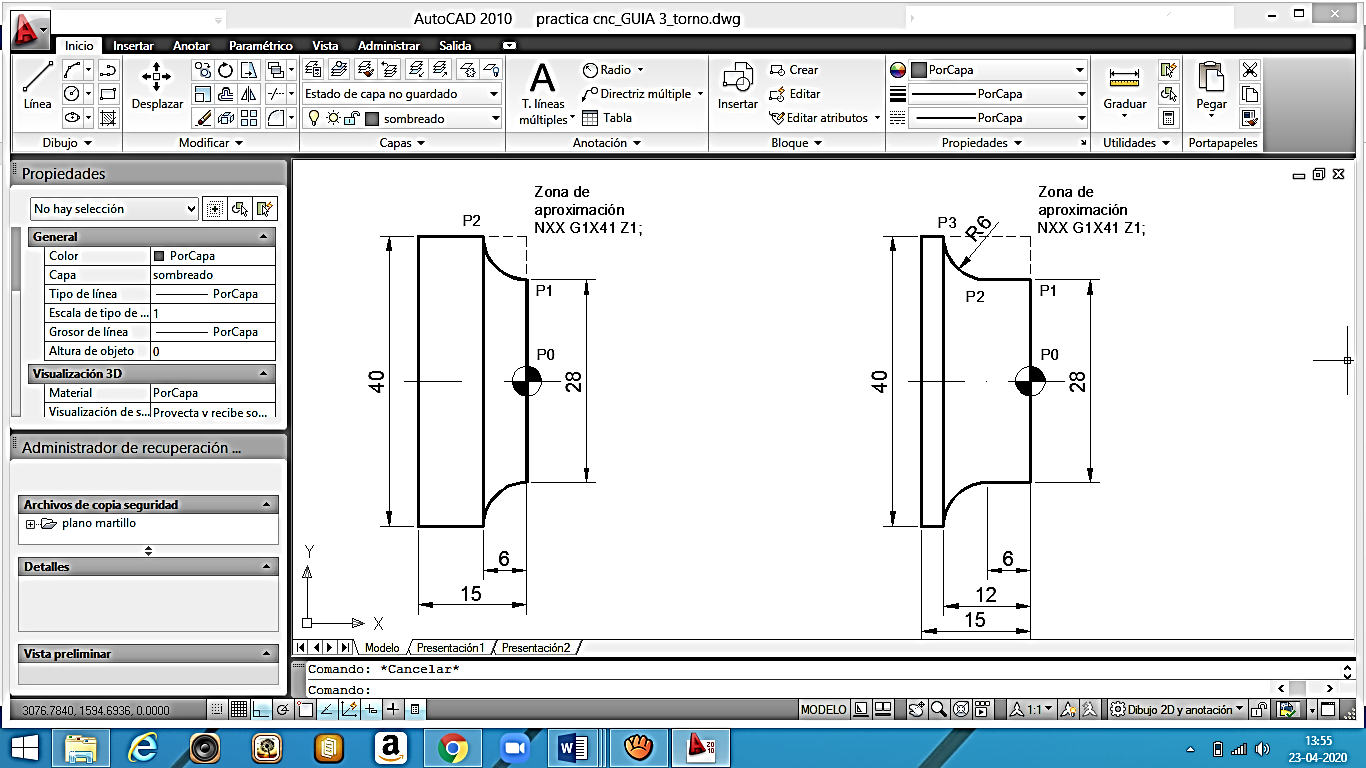 AutoCAD 2010 practica cnc_GUIA 3_torno.dwg
Inicio Insertar Anotar Paramétrico Vista Administrar Salida
Línea
Desplazar
Estado de capa no guardado
sombreado
A
T. líneas
múltiples
Radio
Directriz múltiple
Tabla
Insertar
Crear
Editar
Editar atributos
PorCapa
PorCapa
PorCapa
Graduar
Pegar
Dibujo Modificar Capas Anotación Bloque Propiedades Utilidades Portapapeles
Propiedades
No hay selección
General
Color PorCapa
Capa sombreado
Tipo de línea PorCapa
Escala de tipo de ... 1
Grosor de línea PorCapa
Altura de objeto 0
Visualización 3D
Material PorCapa
Visualización de s... Proyecta y recibe so...
Administrador de recuperación ...
Archivos de copia seguridad
plano martillo
Detalles
Vista preliminar
Zona de
aproximación
NXX G1X41 Z1;
P2
P1
P0
40
28
6
15
Y
X
Zona de
aproximación
NXX G1X41 Z1;
P3
R6
P2
P1
P0
40
28
6
12
15
Modelo Presentación1 Presentación2
Comando: *Cancelar*
Comando:
3076.7840, 1594.6936, 0.0000
MODELO
1:1
Dibujo 2D y anotación
13:55
23-04-2020